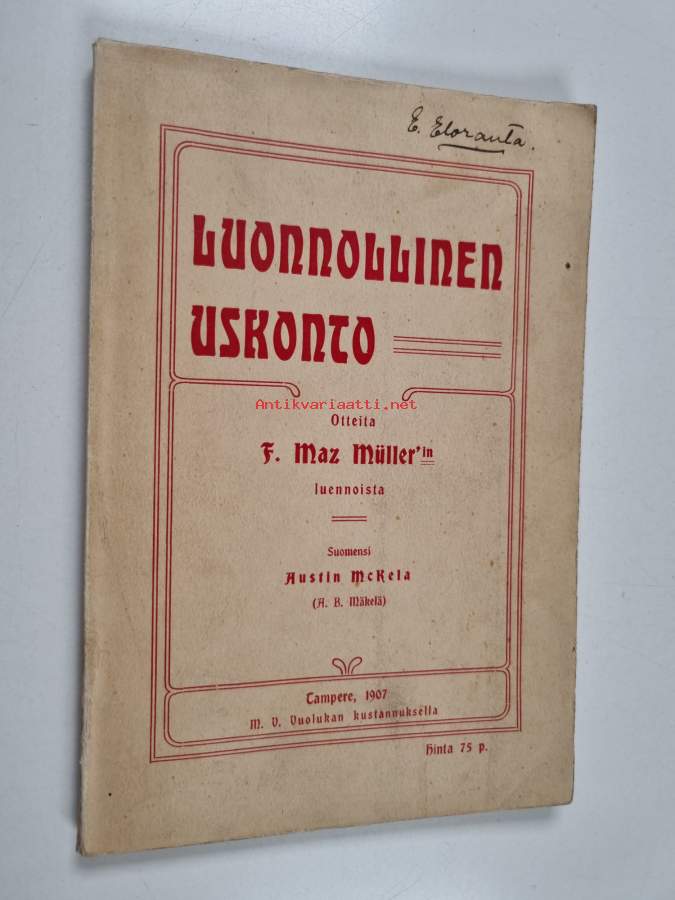 E. Eloranta.
LUONNOLLINEN
USKONTO
Antikvariaatti.net
Otteita
F. Maz Müller'in
luennoista
Suomensi
Austin McKela
(A. B. Mäkelä)
Tampere, 1907
M. V. Vuolukan kustannuksella
Hinta 75 p.